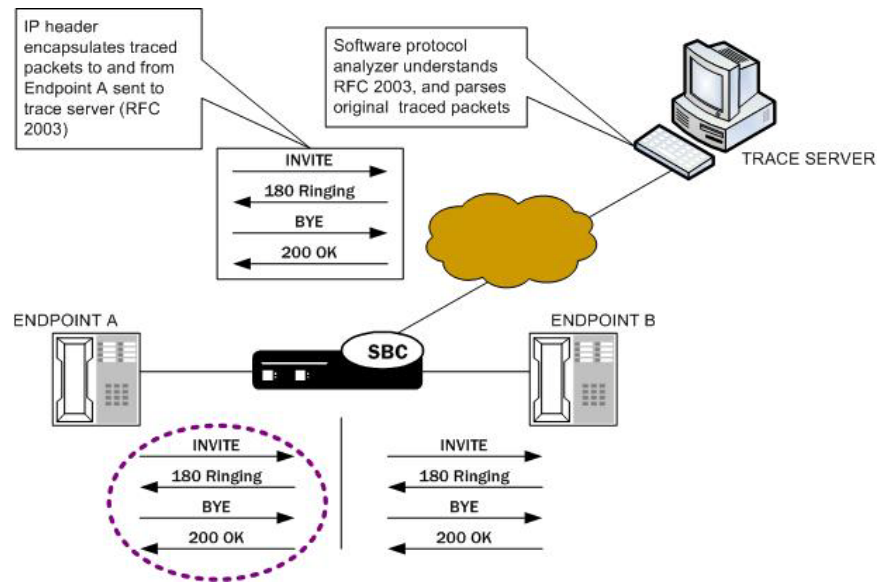 IP header
encapsulates traced
packets to and from
Endpoint A sent to
trace server (RFC
2003)
Software protocol
analyzer understands
RFC 2003, and parses
original traced packets
TRACE SERVER
INVITE
180 Ringing
BYE
200 OK
ENDPOINT A
SBC
ENDPOINT B
INVITE
180 Ringing
BYE
200 OK
INVITE
180 Ringing
BYE
200 OK